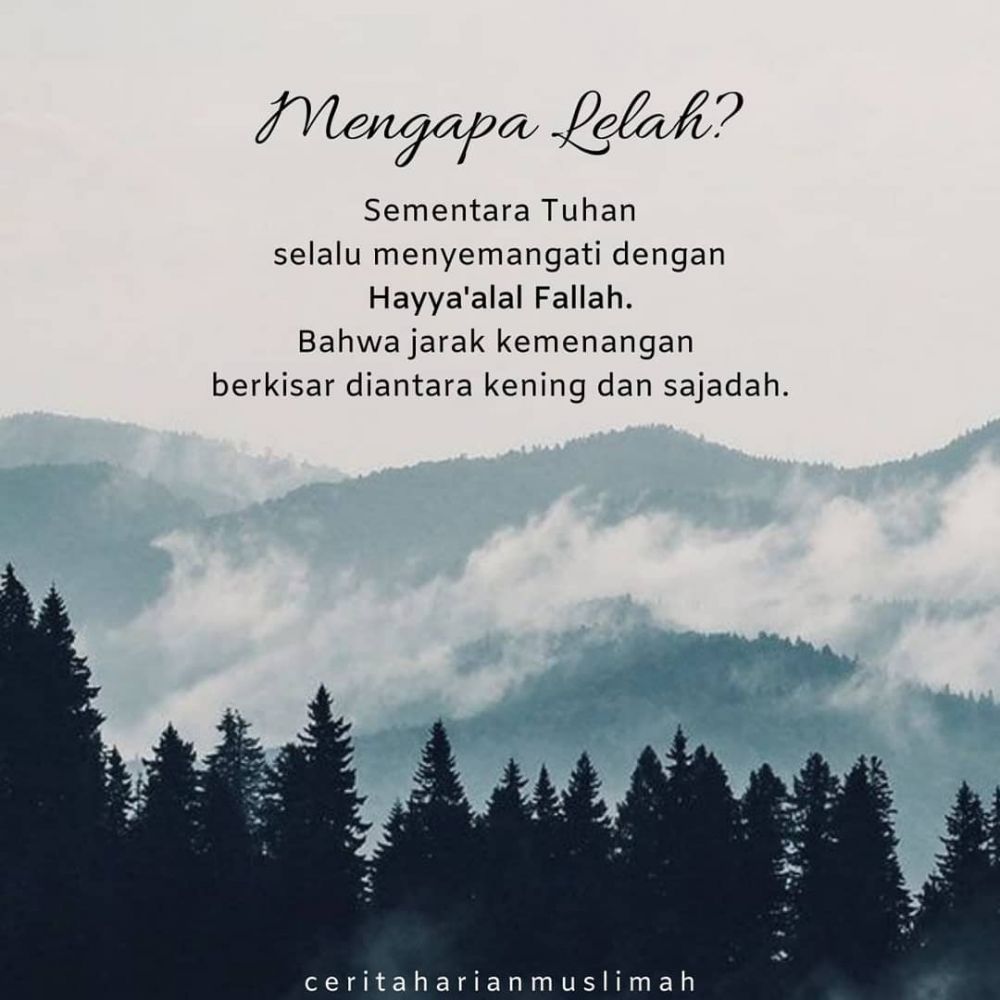 Mengapa Lelah?
Sementara Tuhan
selalu menyemangati dengan
Hayya'alal Fallah.
Bahwa jarak kemenangan
berkisar diantara kening dan sajadah.
ceritaharianmuslimah